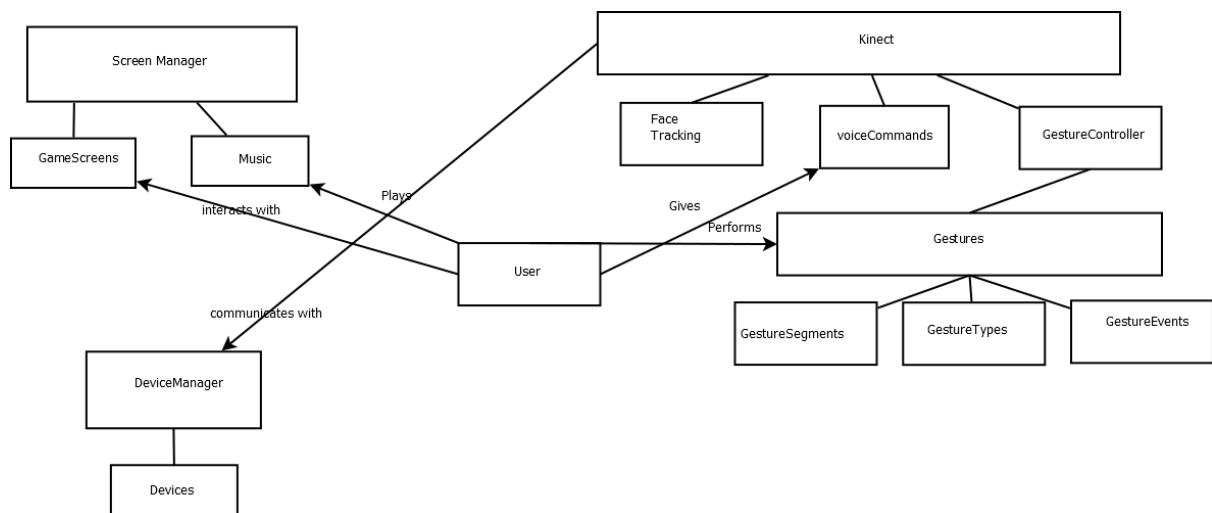 Kinect
Screen Manager
Face
Tracking
voiceCommands
GestureController
GameScreens
Music
Plays
interacts with
Gives
Performs
Gestures
User
communicates with
GestureSegments
GestureTypes
GestureEvents
DeviceManager
Devices